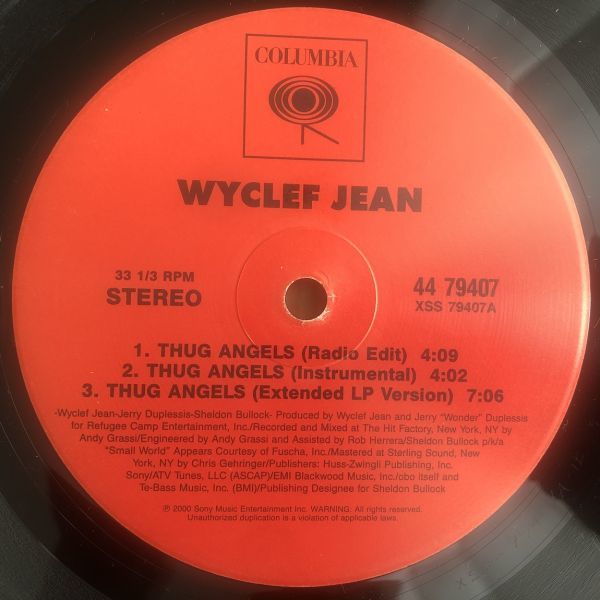 COLUMBIA
WYCLEF JEAN
33 1/3 RPM
STEREO
44 79407
XSS 79407A
1. THUG ANGELS (Radio Edit) 4:09
2. THUG ANGELS (Instrumental) 4:02
3. THUG ANGELS (Extended LP Version) 7:06
-Wyclef Jean-Jerry Duplessis-Sheldon Bullock- Produced by Wyclef Jean and Jerry "Wonder" Duplessis
for Refugee Camp Entertainment, Inc./Recorded and Mixed at The Hit Factory, New York, NY by
Andy Grassi/Engineered by Andy Grassi and Assisted by Rob Herrera/Sheldon Bullock p/k/a
"Small World" Appears Courtesy of Fuscha, Inc./Mastered at Sterling Sound, New
York, NY by Chris Gehringer/Publishers: Huss-Zwingli Publishing, Inc.
Sony/ATV Tunes, LLC (ASCAP)/EMI Blackwood Music, Inc./obo itself and
Te-Bass Music, Inc. (BMI)/Publishing Designee for Sheldon Bullock
℗ 2000 Sony Music Entertainment Inc. WARNING: All rights reserved.
Unauthorized duplication is a violation of applicable laws.